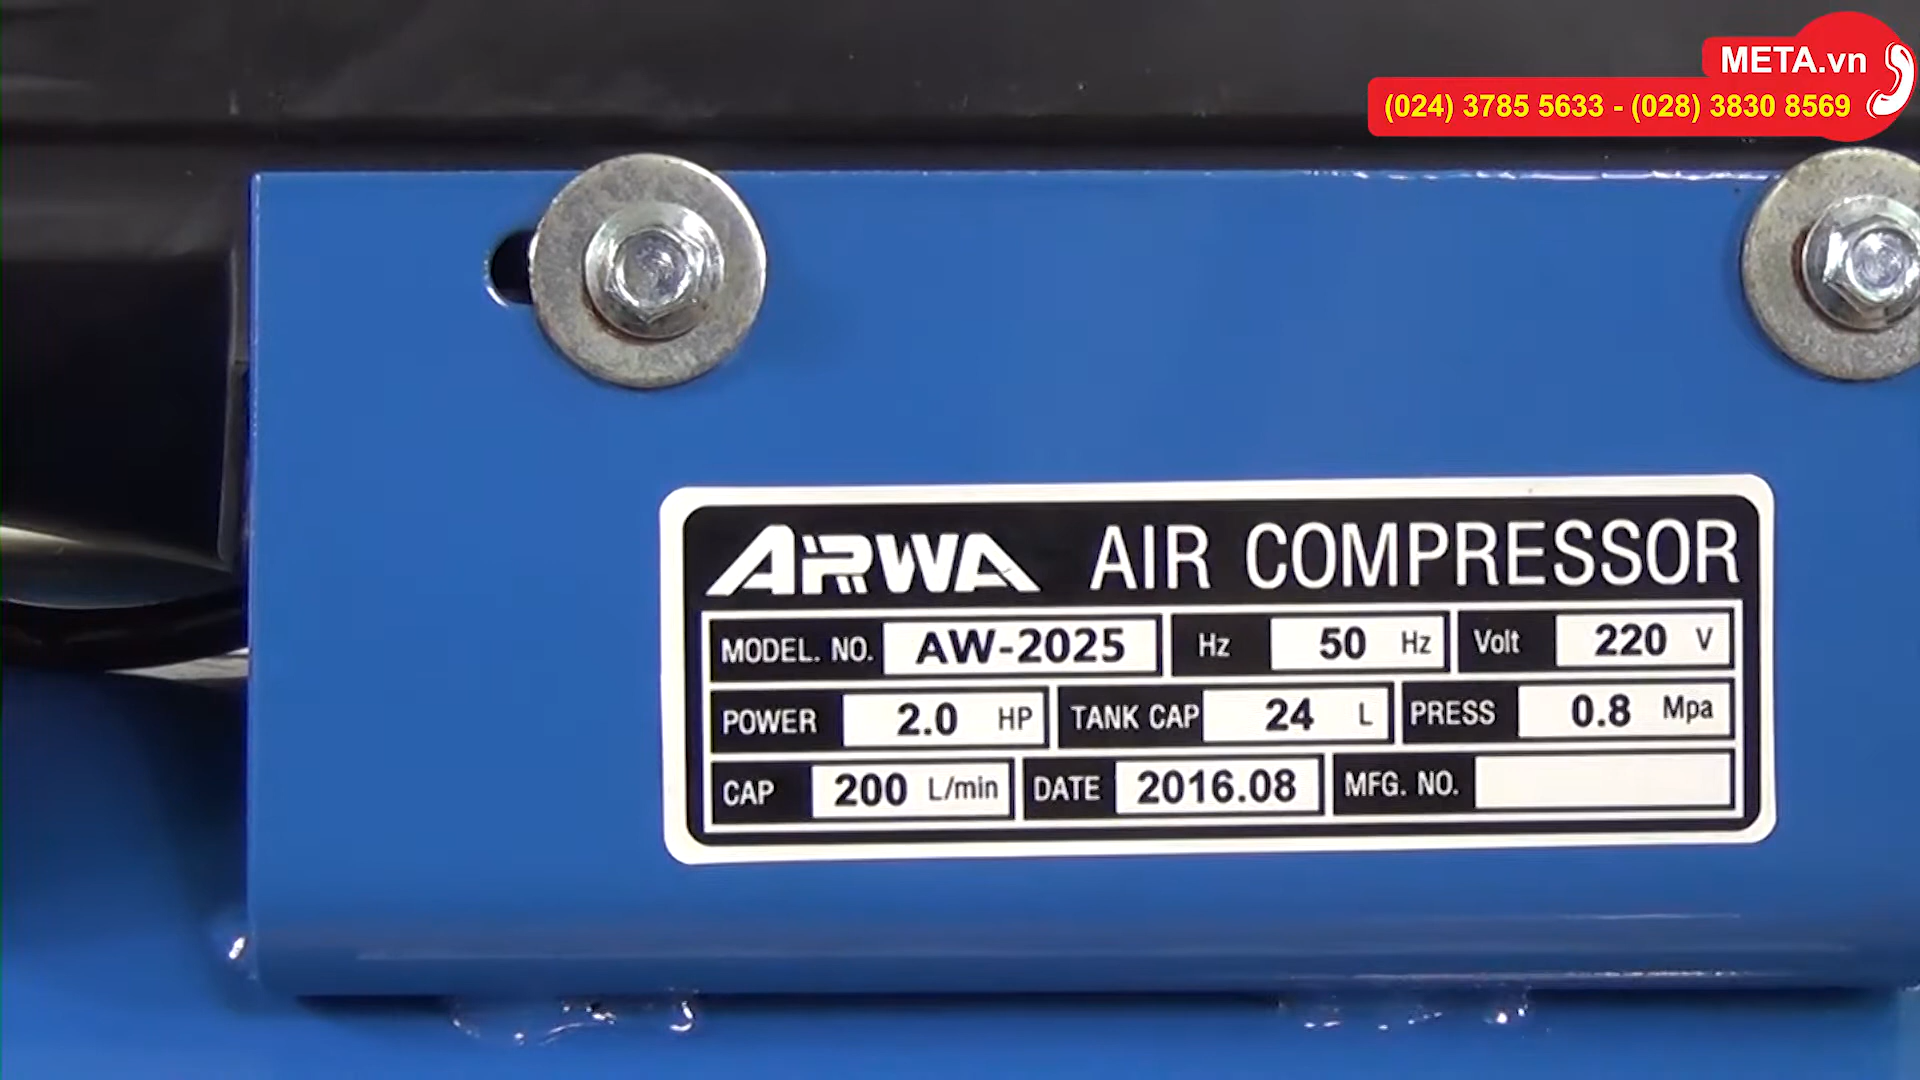 META.vn
(024) 3785 5633 - (028) 3830 8569
ARWA AIR COMPRESSOR
MODEL. NO. AW-2025 Hz 50 Hz Volt 220 V
POWER 2.0 HP TANK CAP 24 L PRESS 0.8 Mpa
CAP 200 L/min DATE 2016.08 MFG. NO.